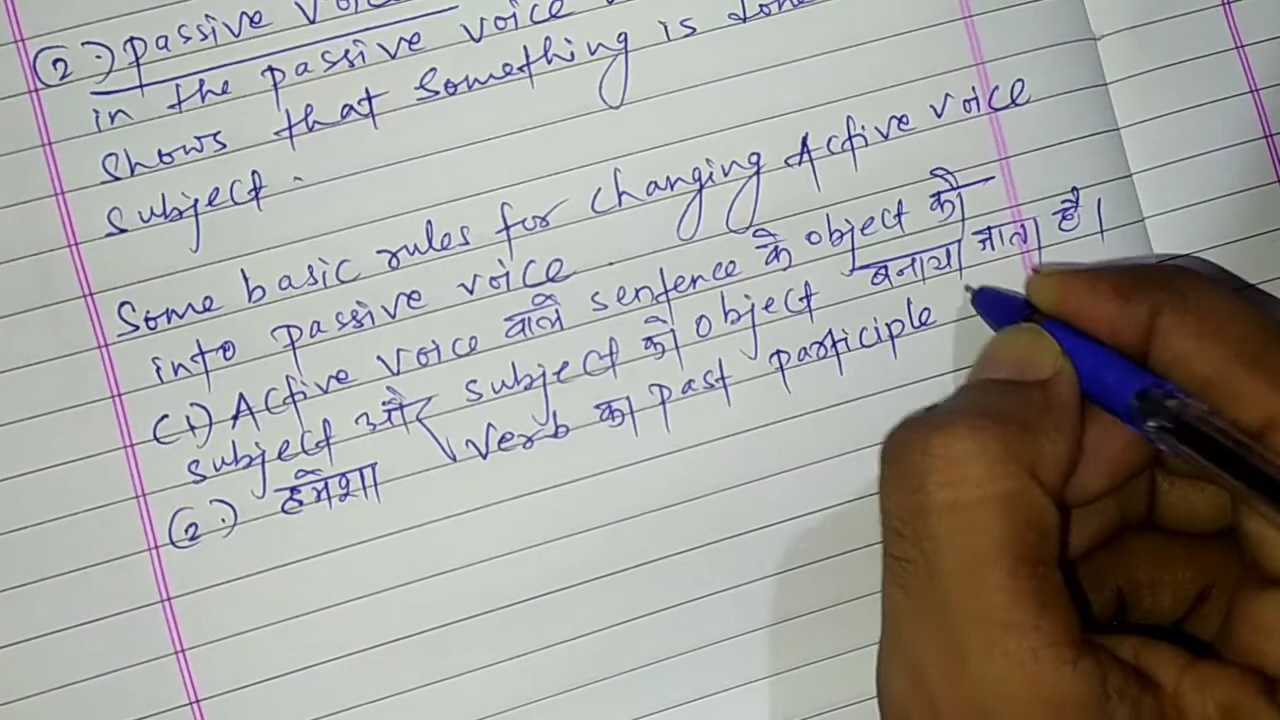 (2.) passive voice
in the passive voice
shows that something is done
subject.
Some basic rules for changing Active voice
into passive voice
(1) Active voice वाले sentence के object को
subject और subject को object बनाया जाता है।
(2.) हमेशा verb का past participle